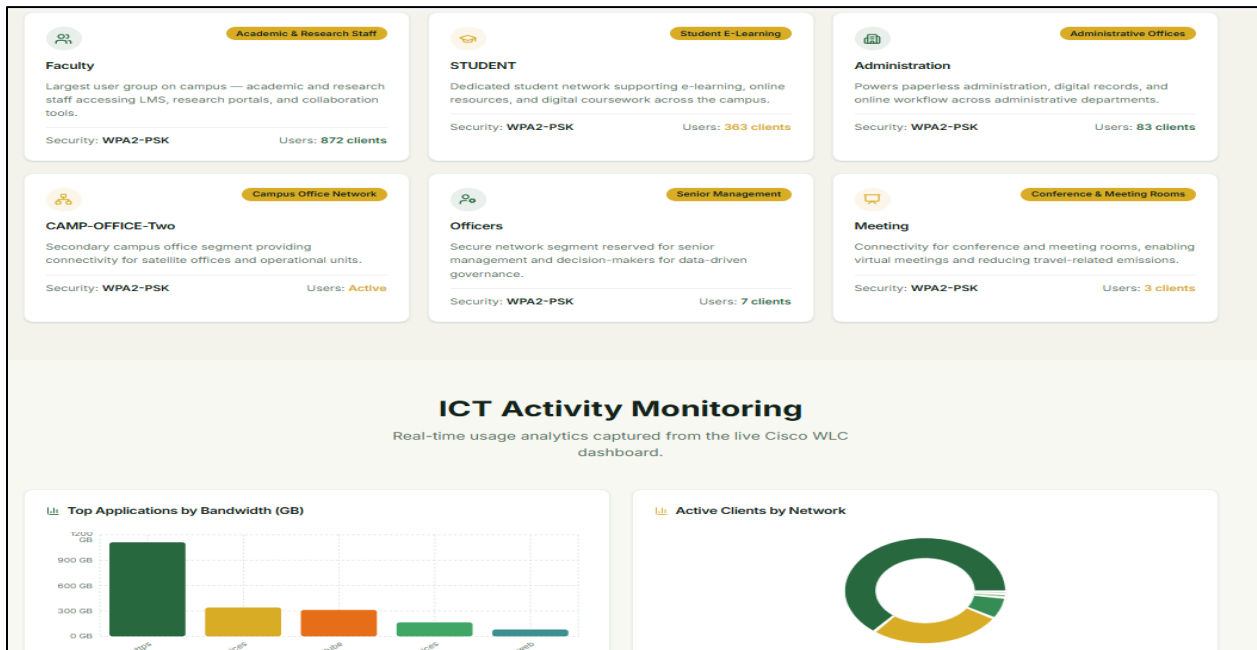 Academic & Research Staff
Faculty
Largest user group on campus — academic and research
staff accessing LMS, research portals, and collaboration
tools.
Security: WPA2-PSK Users: 872 clients
Student E-Learning
STUDENT
Dedicated student network supporting e-learning, online
resources, and digital coursework across the campus.
Security: WPA2-PSK Users: 363 clients
Administrative Offices
Administration
Powers paperless administration, digital records, and
online workflow across administrative departments.
Security: WPA2-PSK Users: 83 clients
Campus Office Network
CAMP-OFFICE-Two
Secondary campus office segment providing
connectivity for satellite offices and operational units.
Security: WPA2-PSK Users: Active
Senior Management
Officers
Secure network segment reserved for senior
management and decision-makers for data-driven
governance.
Security: WPA2-PSK Users: 7 clients
Conference & Meeting Rooms
Meeting
Connectivity for conference and meeting rooms, enabling
virtual meetings and reducing travel-related emissions.
Security: WPA2-PSK Users: 3 clients
ICT Activity Monitoring
Real-time usage analytics captured from the live Cisco WLC
dashboard.
Top Applications by Bandwidth (GB)
1200
GB
900 GB
600 GB
300 GB
0 GB
Active Clients by Network